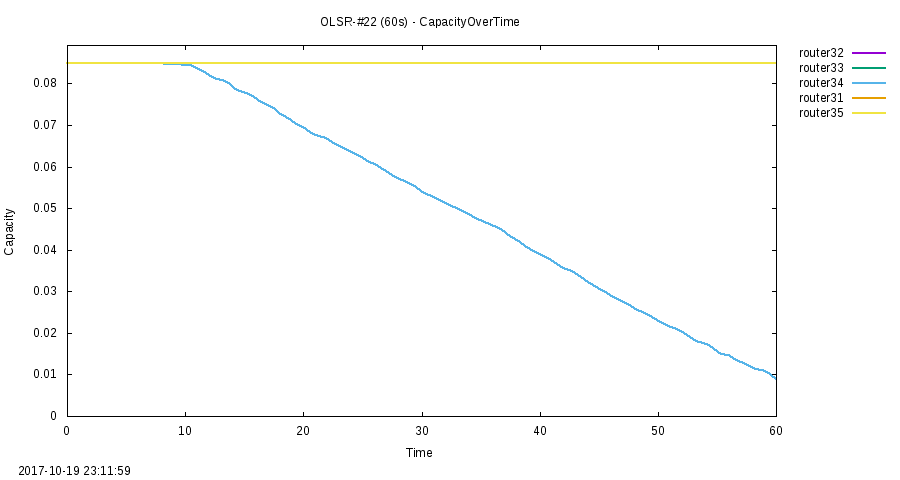 OLSR-#22 (60s) - CapacityOverTime
router32
router33
router34
router31
router35
0.08
0.07
0.06
0.05
0.04
0.03
0.02
0.01
0
Capacity
0 10 20 30 40 50 60
Time
2017-10-19 23:11:59